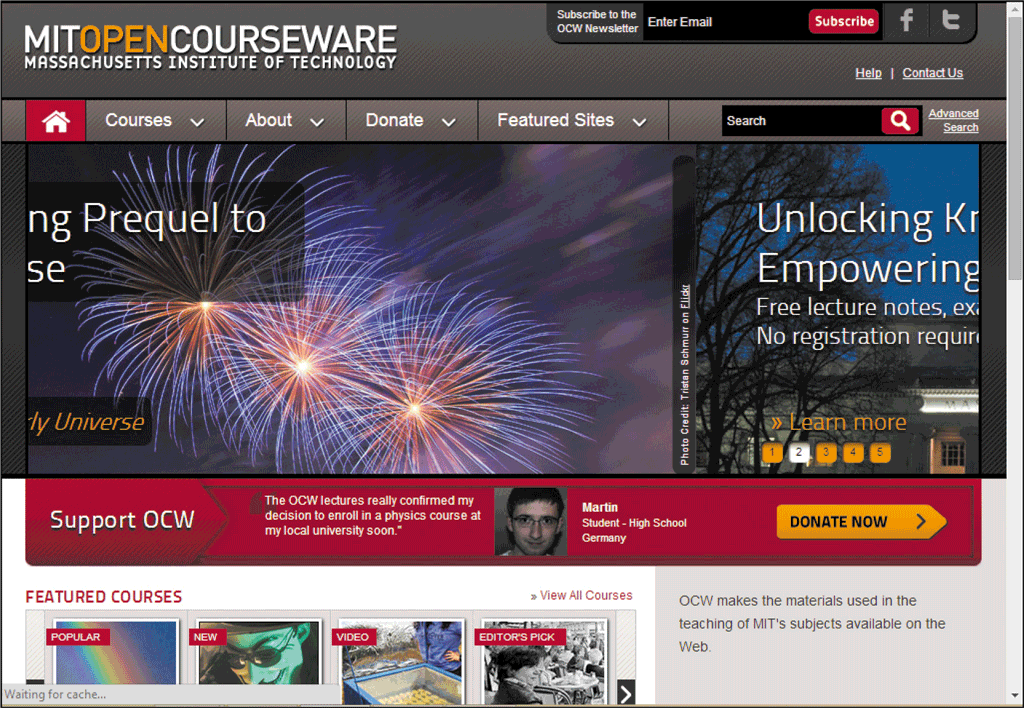 MITOPENCOURSEWARE
MASSACHUSETTS INSTITUTE OF TECHNOLOGY
Subscribe to the
OCW Newsletter
Enter Email
Subscribe
Help | Contact Us
Courses
About
Donate
Featured Sites
Search
Advanced
Search
ng Prequel to
se
rly Universe
Photo Credit: Tristan Schmurr on Flickr
Unlocking Kn
Empowering
Free lecture notes, exa
No registration require
» Learn more
1 2 3 4 5
Support OCW
The OCW lectures really confirmed my
decision to enroll in a physics course at
my local university soon."
Martin
Student - High School
Germany
DONATE NOW
FEATURED COURSES
» View All Courses
POPULAR
NEW
VIDEO
EDITOR'S PICK
OCW makes the materials used in the
teaching of MIT's subjects available on the
Web.
Waiting for cache...